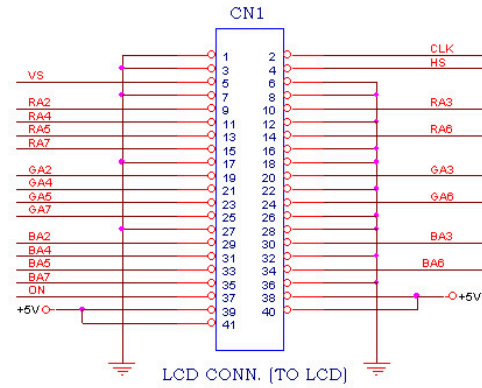 CN1
1 2 CLK
3 4 HS
VS 5 6
7 8
RA2 9 10 RA3
RA4 11 12
RA5 13 14 RA6
RA7 15 16
17 18
GA2 19 20 GA3
GA4 21 22
GA5 23 24 GA6
GA7 25 26
27 28
BA2 29 30 BA3
BA4 31 32
BA5 33 34 BA6
BA7 35 36
ON 37 38 +5V
+5V 39 40
41
LCD CONN. (TO LCD)